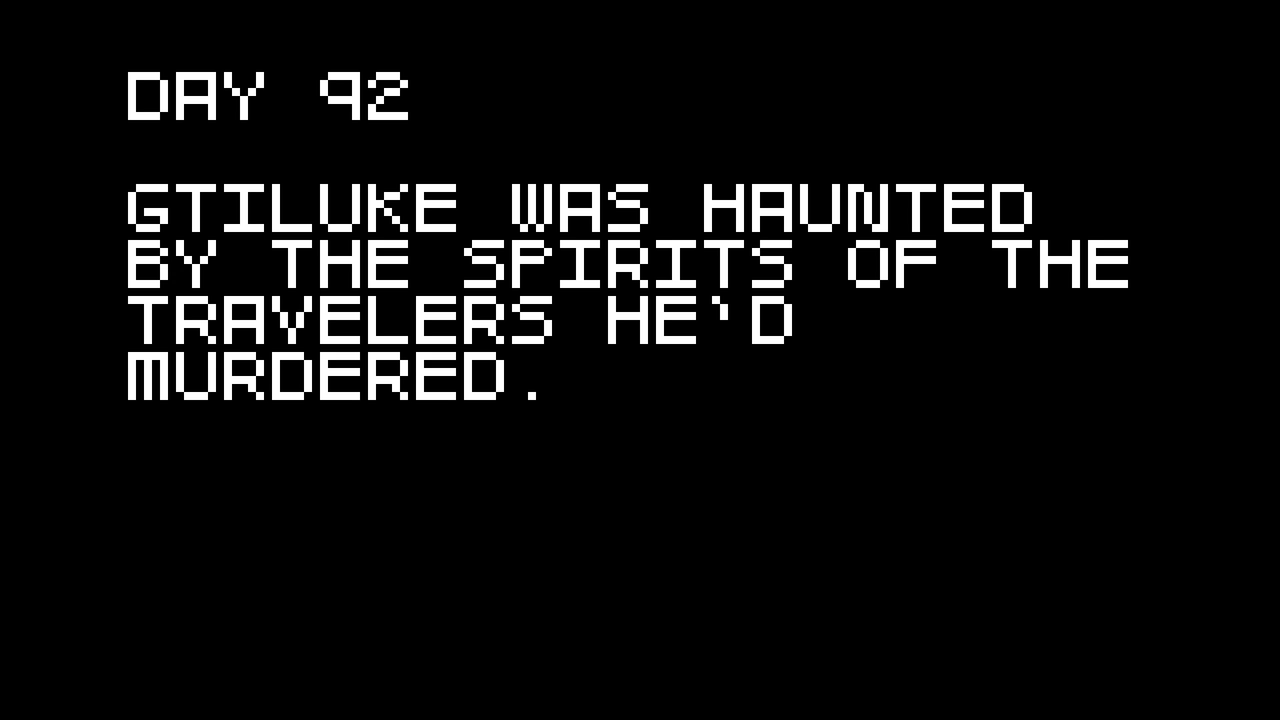 DAY 92
GTILUKE WAS HAUNTED
BY THE SPIRITS OF THE
TRAVELERS HE'D
MURDERED.